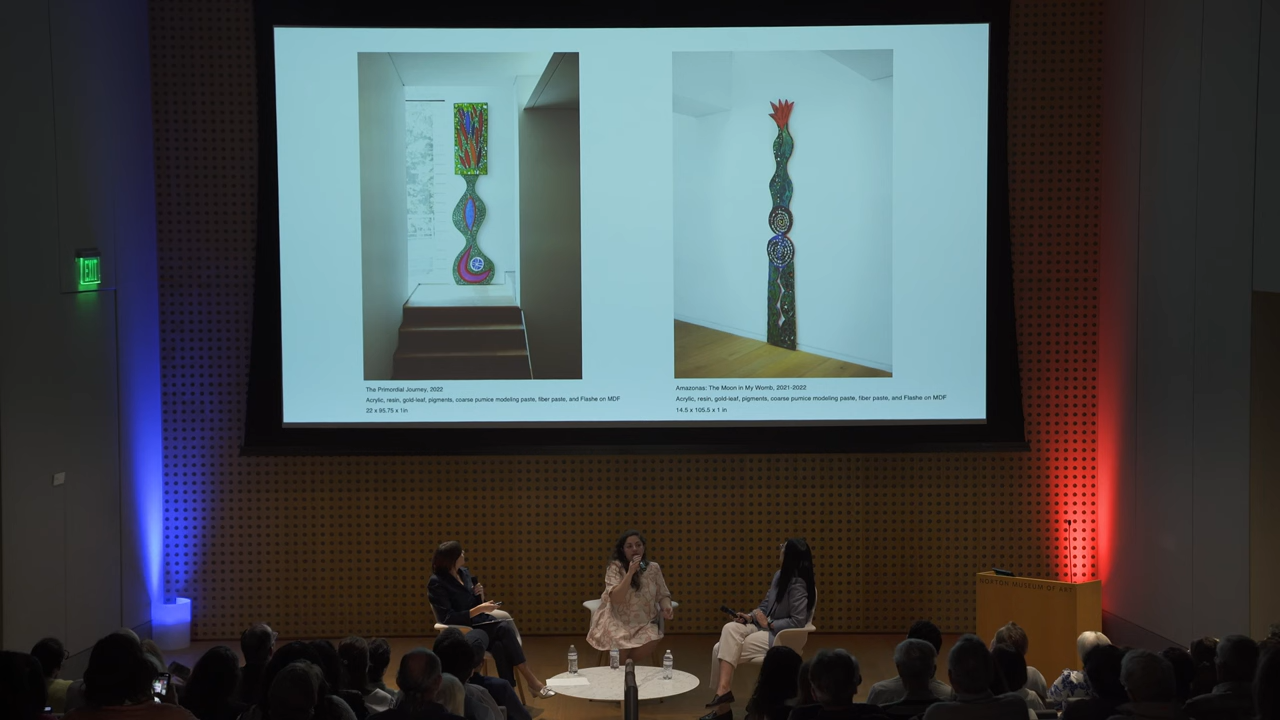 EXIT
The Primordial Journey, 2022
Acrylic, resin, gold-leaf, pigments, coarse pumice modeling paste, fiber paste, and Flashe on MDF
22 x 95.75 x 1in
Amazonas: The Moon in My Womb, 2021-2022
Acrylic, resin, gold-leaf, pigments, coarse pumice modeling paste, fiber paste, and Flashe on MDF
14.5 x 105.5 x 1 in
NORTON MUSEUM OF ART